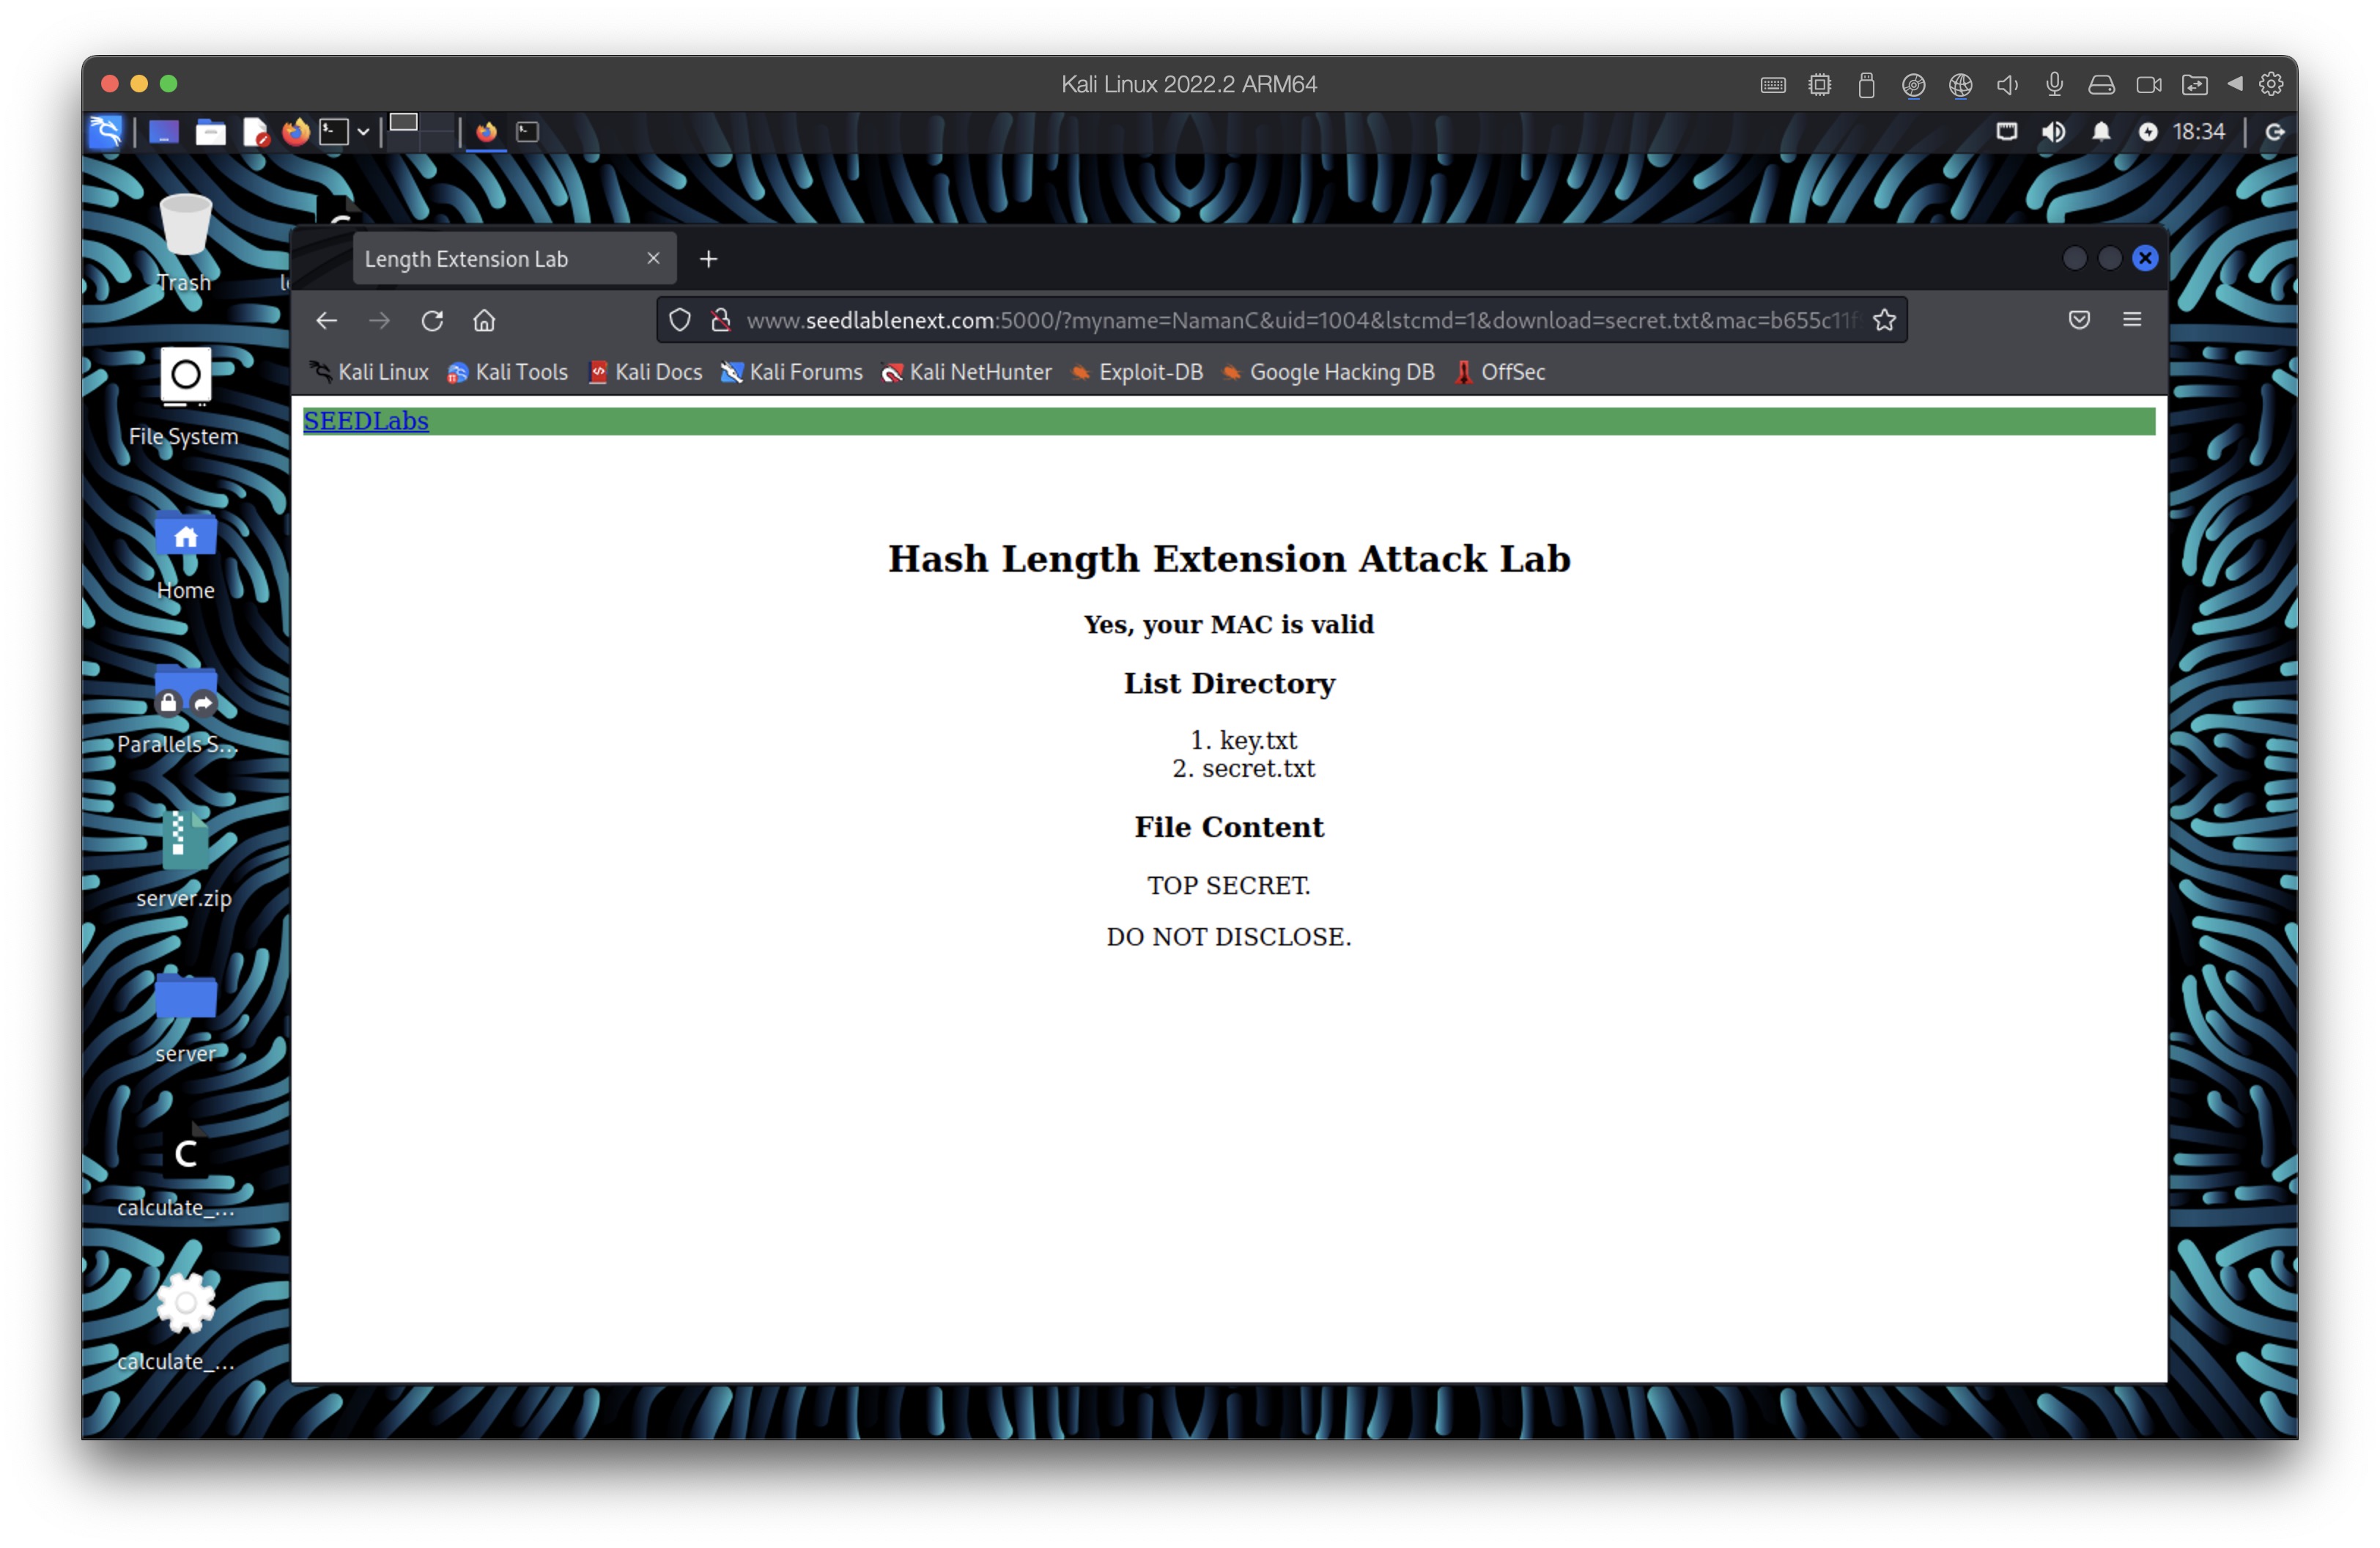 Kali Linux 2022.2 ARM64
18:34
Trash
Length Extension Lab
www.seedlablenext.com:5000/?myname=NamanC&uid=1004&lstcmd=1&download=secret.txt&mac=b655c11f
Kali Linux Kali Tools Kali Docs Kali Forums Kali NetHunter Exploit-DB Google Hacking DB OffSec
SEEDLabs
File System
Hash Length Extension Attack Lab
Home
Yes, your MAC is valid
List Directory
Parallels S...
1. key.txt
2. secret.txt
File Content
TOP SECRET.
server.zip
DO NOT DISCLOSE.
server
C
calculate_...
calculate_...